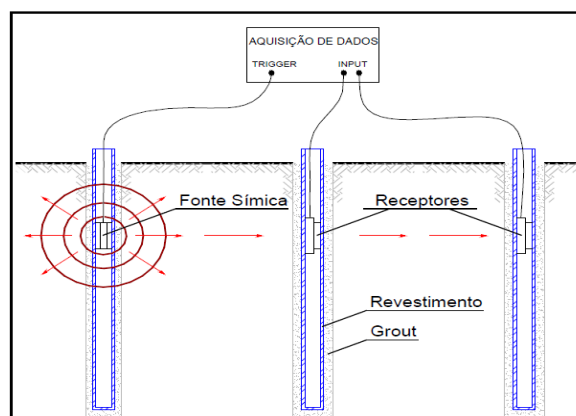 AQUISIÇÃO DE DADOS
TRIGGER INPUT
Fonte Símica Receptores
Revestimento
Grout